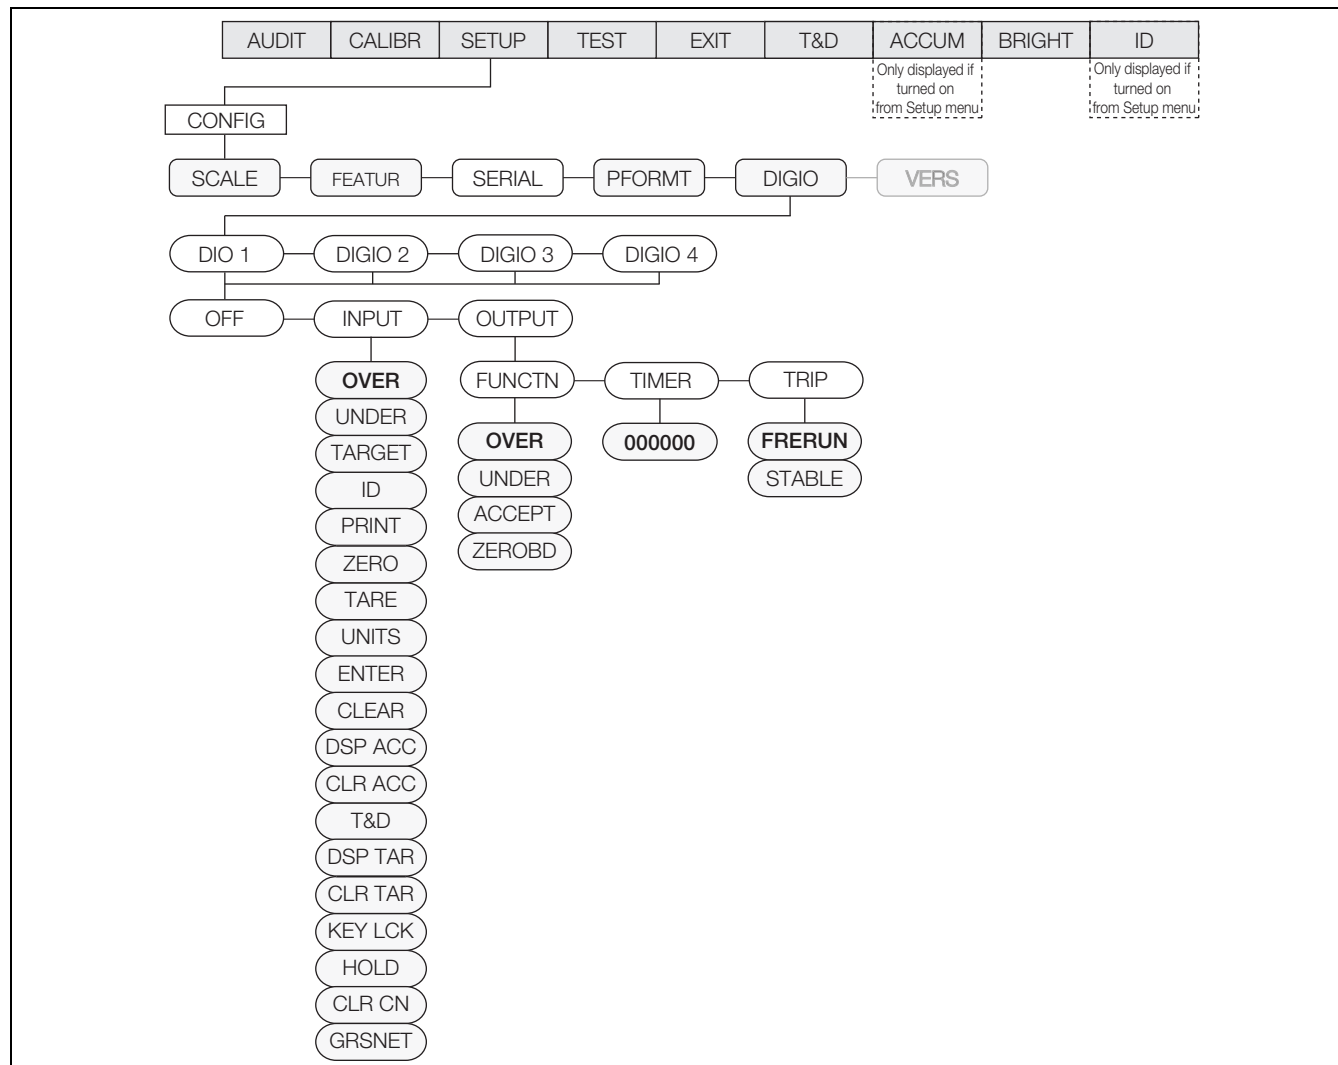 AUDIT CALIBR SETUP TEST EXIT T&D ACCUM BRIGHT ID
Only displayed if
turned on
from Setup menu
Only displayed if
turned on
from Setup menu
CONFIG
SCALE FEATUR SERIAL PFORMT DIGIO VERS
DIO 1 DIGIO 2 DIGIO 3 DIGIO 4
OFF INPUT OUTPUT
OVER
UNDER
TARGET
ID
PRINT
ZERO
TARE
UNITS
ENTER
CLEAR
DSP ACC
CLR ACC
T&D
DSP TAR
CLR TAR
KEY LCK
HOLD
CLR CN
GRSNET
FUNCTN TIMER TRIP
OVER
UNDER
ACCEPT
ZEROBD
000000
FRERUN
STABLE